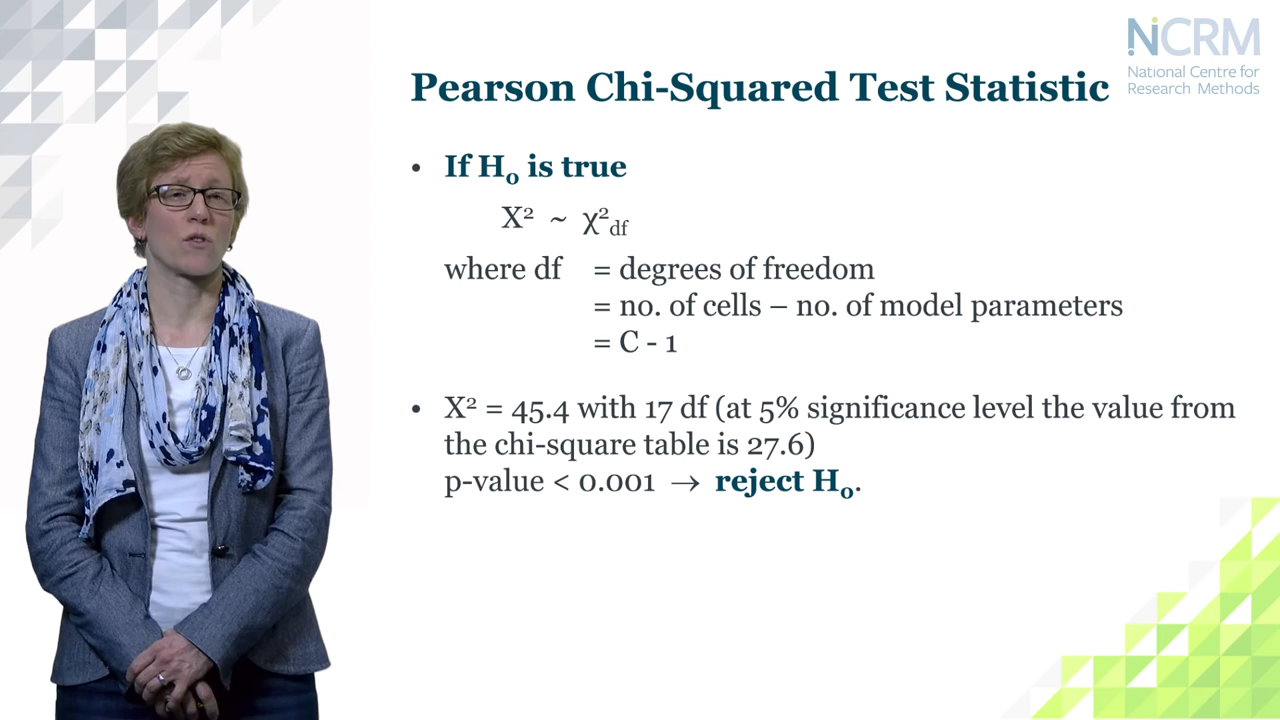 NCRM
National Centre for
Research Methods
Pearson Chi-Squared Test Statistic
• If H₀ is true
X² ~ χ²df
where df = degrees of freedom
= no. of cells – no. of model parameters
= C - 1
• X² = 45.4 with 17 df (at 5% significance level the value from
the chi-square table is 27.6)
p-value < 0.001 → reject H₀.